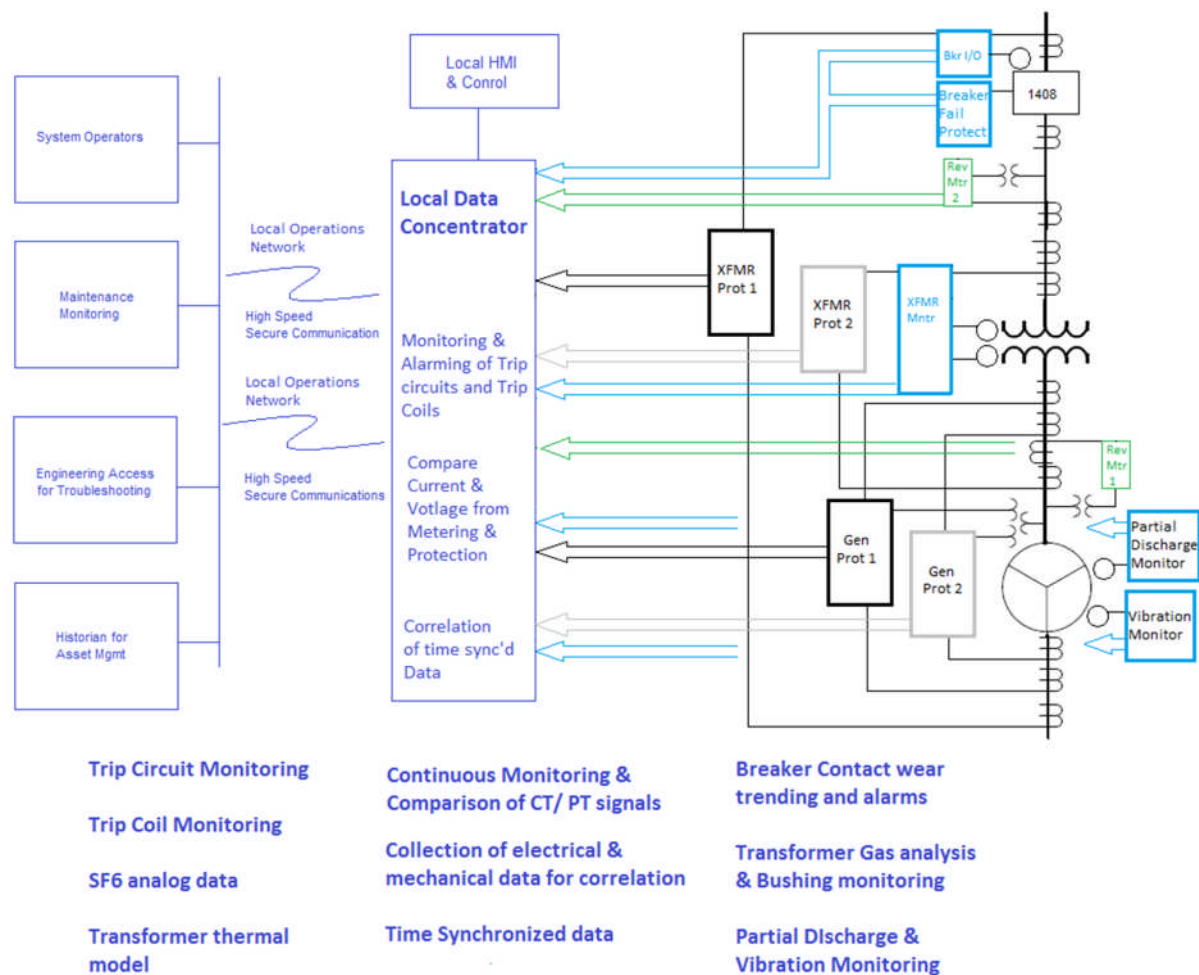 Local HMI
& Conrol
System Operators
Maintenance
Monitoring
Engineering Access
for Troubleshooting
Historian for
Asset Mgmt
Local Operations
Network
High Speed
Secure Communication
Local Operations
Network
High Speed
Secure Communications
Local Data
Concentrator
Monitoring &
Alarming of Trip
circuits and Trip
Coils
Compare
Current &
Votlage from
Metering &
Protection
Correlation
of time sync'd
Data
Bkr I/O
Breaker
Fail
Protect
1408
Rev
Mtr
2
XFMR
Prot 1
XFMR
Prot 2
XFMR
Mntr
Rev
Mtr
1
Gen
Prot 1
Gen
Prot 2
Partial
Discharge
Monitor
Vibration
Monitor
Trip Circuit Monitoring
Trip Coil Monitoring
SF6 analog data
Transformer thermal
model
Continuous Monitoring &
Comparison of CT/ PT signals
Collection of electrical &
mechanical data for correlation
Time Synchronized data
Breaker Contact wear
trending and alarms
Transformer Gas analysis
& Bushing monitoring
Partial DIscharge &
Vibration Monitoring